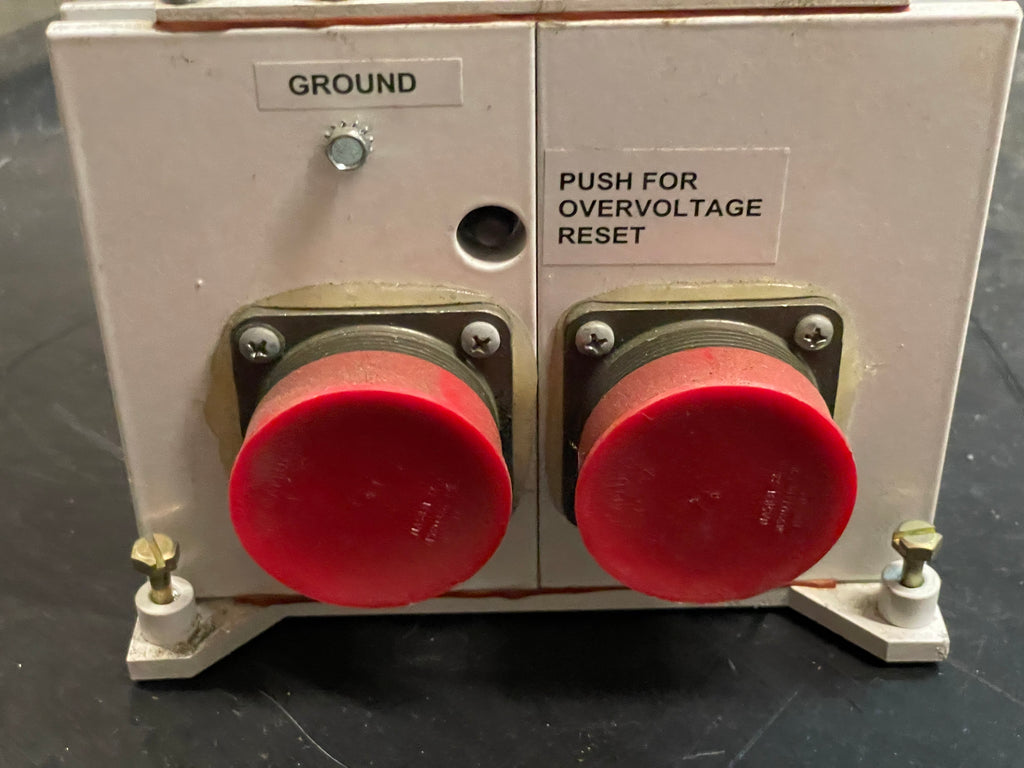 GROUND
PUSH FOR
OVERVOLTAGE
RESET